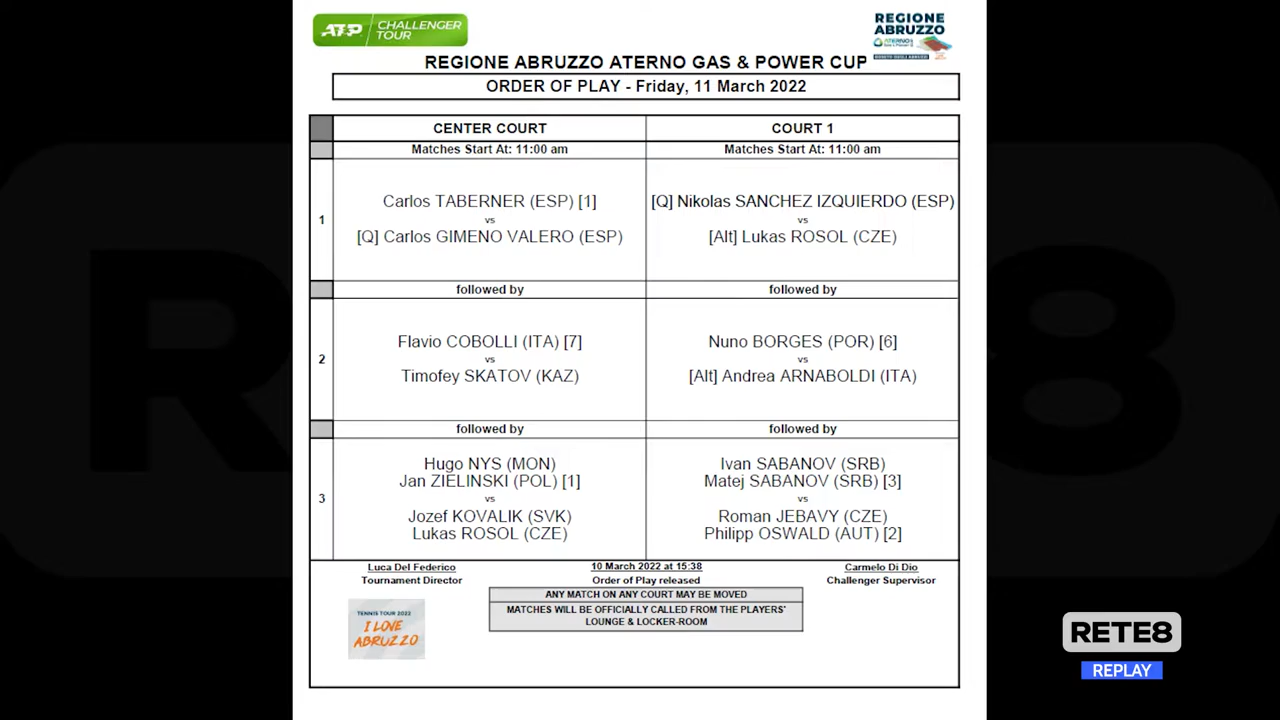 ATP CHALLENGER TOUR
REGIONE
ABRUZZO
ATERNO
REGIONE ABRUZZO ATERNO GAS & POWER CUP
ORDER OF PLAY - Friday, 11 March 2022
CENTER COURT
COURT 1
Matches Start At: 11:00 am
Matches Start At: 11:00 am
1
Carlos TABERNER (ESP) [1]
vs
[Q] Carlos GIMENO VALERO (ESP)
[Q] Nikolas SANCHEZ IZQUIERDO (ESP)
vs
[Alt] Lukas ROSOL (CZE)
followed by
followed by
2
Flavio COBOLLI (ITA) [7]
vs
Timofey SKATOV (KAZ)
Nuno BORGES (POR) [6]
vs
[Alt] Andrea ARNABOLDI (ITA)
followed by
followed by
3
Hugo NYS (MON)
Jan ZIELINSKI (POL) [1]
vs
Jozef KOVALIK (SVK)
Lukas ROSOL (CZE)
Ivan SABANOV (SRB)
Matej SABANOV (SRB) [3]
vs
Roman JEBAVY (CZE)
Philipp OSWALD (AUT) [2]
Luca Del Federico
Tournament Director
10 March 2022 at 15:38
Order of Play released
Carmelo Di Dio
Challenger Supervisor
ANY MATCH ON ANY COURT MAY BE MOVED
MATCHES WILL BE OFFICIALLY CALLED FROM THE PLAYERS'
LOUNGE & LOCKER-ROOM
TENNIS TOUR 2022
I LOVE
ABRUZZO
RETE8
REPLAY